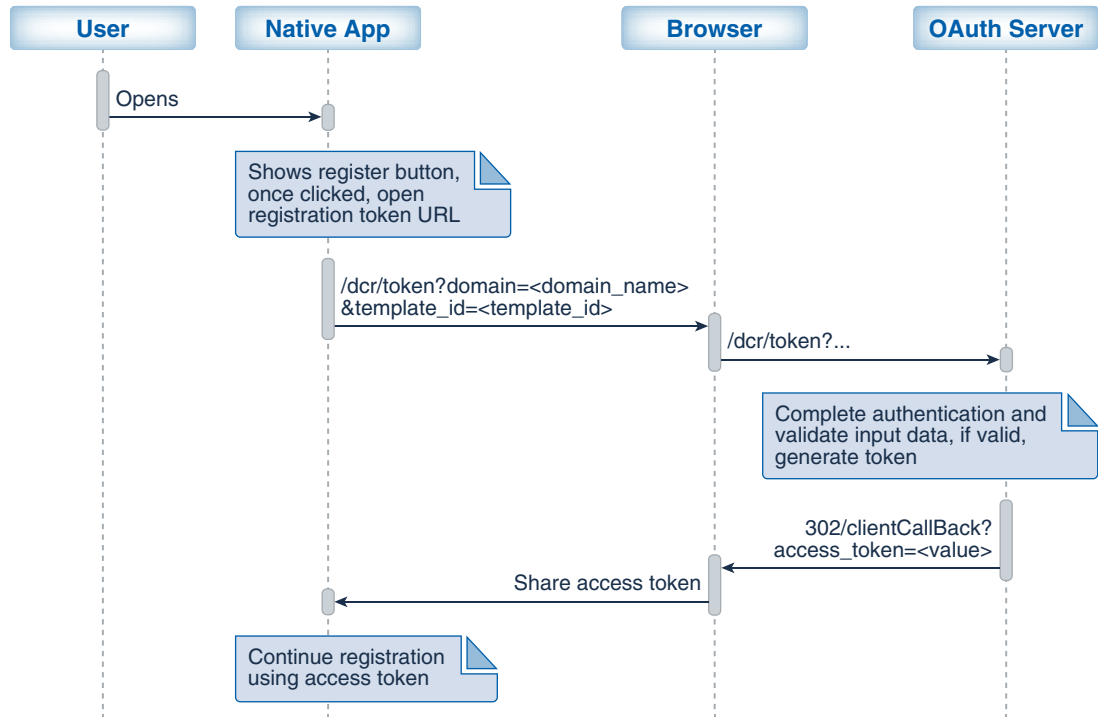 User
Native App
Browser
OAuth Server
Opens
Shows register button,
once clicked, open
registration token URL
/dcr/token?domain=<domain_name>
&template_id=<template_id>
/dcr/token?...
Complete authentication and
validate input data, if valid,
generate token
302/clientCallBack?
access_token=<value>
Share access token
Continue registration
using access token